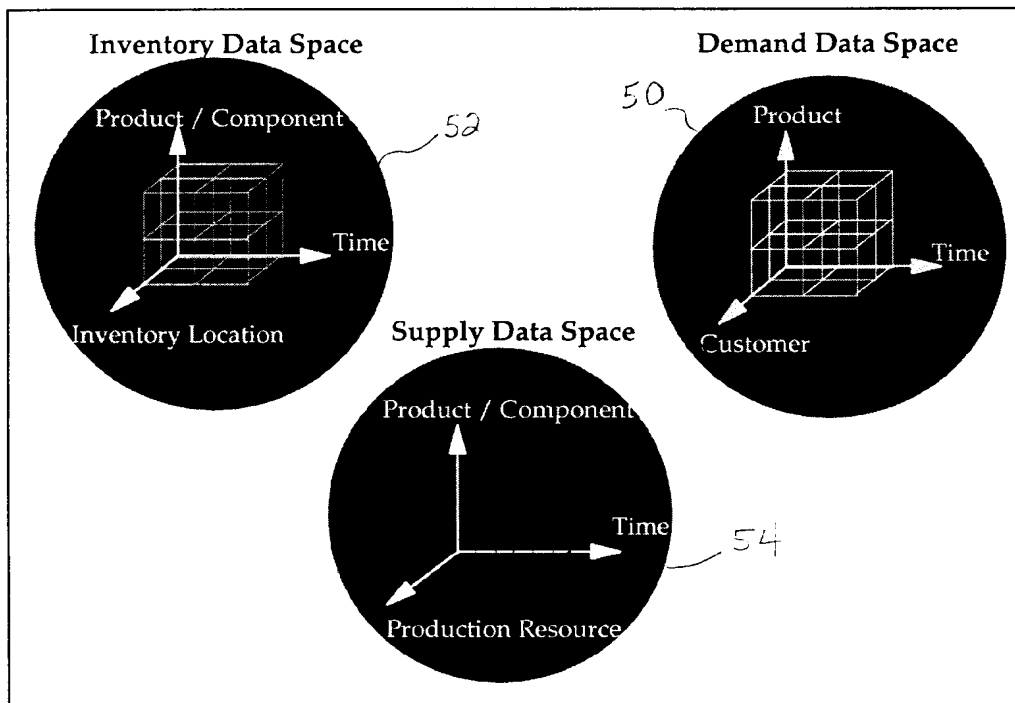 Inventory Data Space
Product / Component
52
Time
Inventory Location
Demand Data Space
50
Product
Time
Customer
Supply Data Space
Product / Component
Time
54
Production Resource